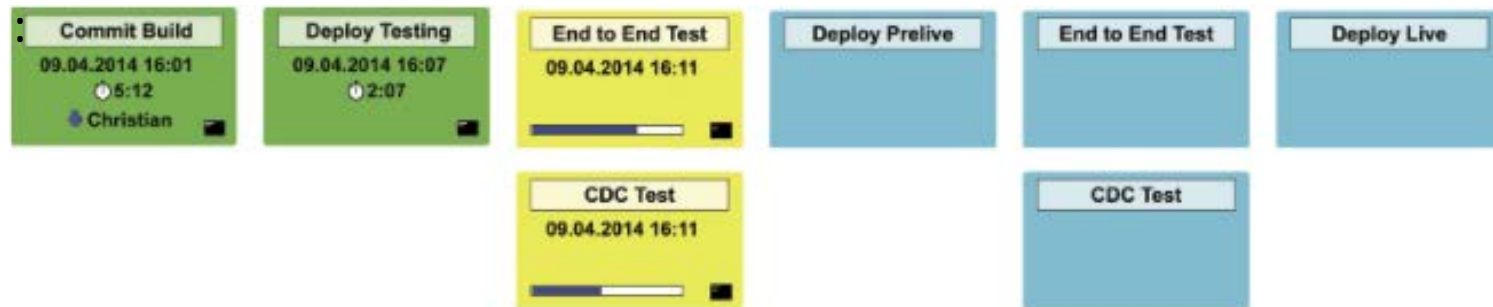 :
Commit Build
09.04.2014 16:01
5:12
Christian
Deploy Testing
09.04.2014 16:07
2:07
End to End Test
09.04.2014 16:11
Deploy Prelive
End to End Test
Deploy Live
CDC Test
09.04.2014 16:11
CDC Test